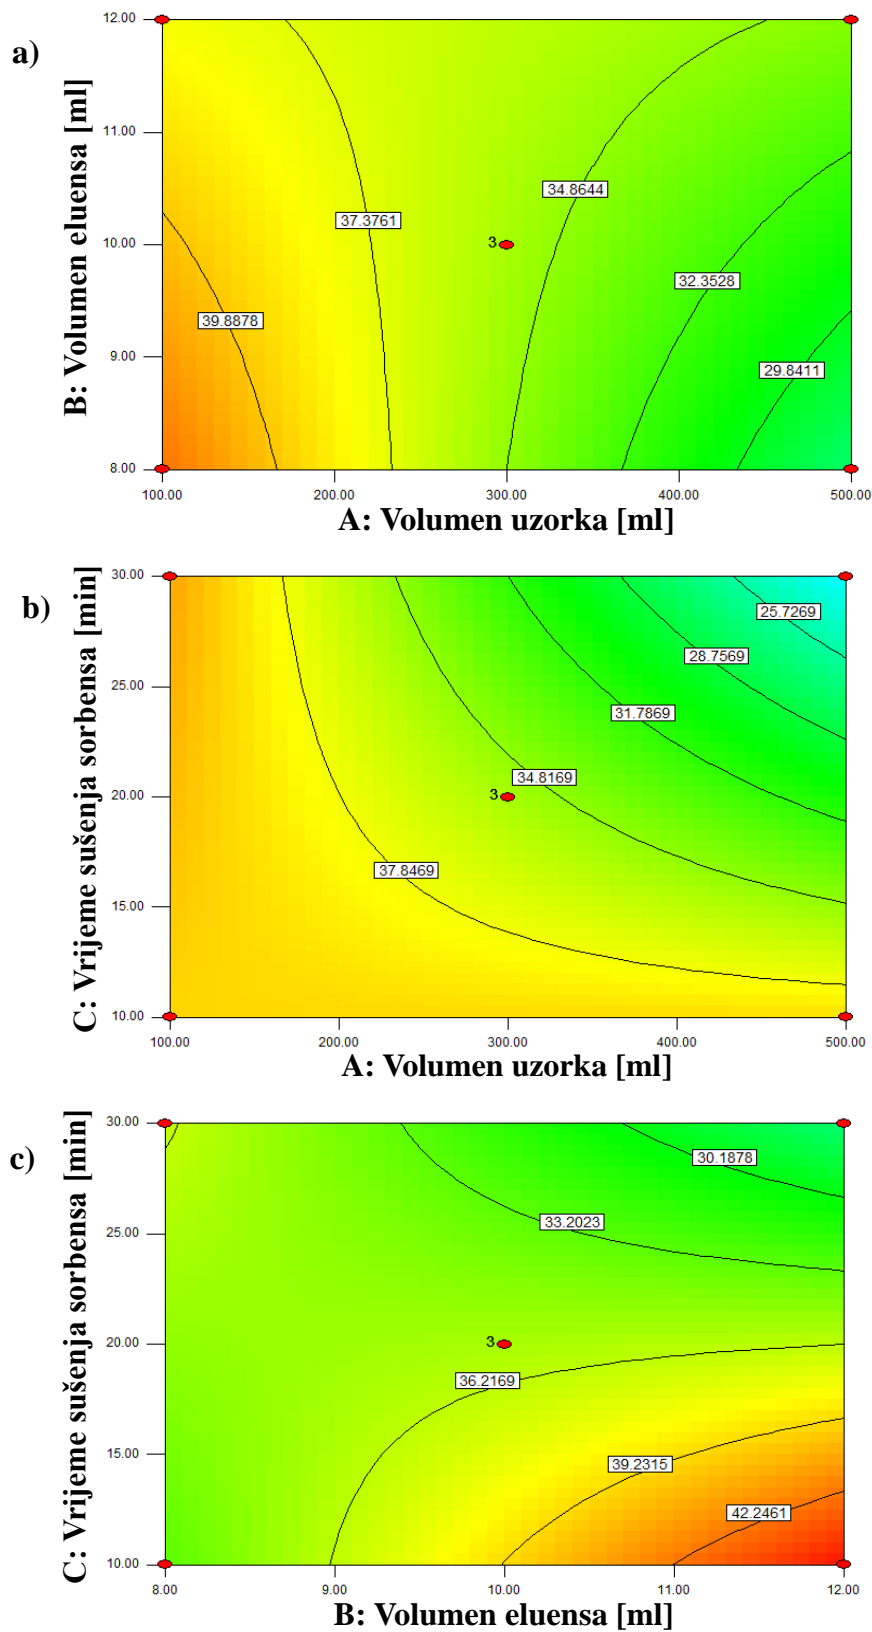 a)
B: Volumen eluensa [ml]
12.00
11.00
10.00
9.00
8.00
37.3761
34.8644
3
32.3528
39.8878
29.8411
100.00 200.00 300.00 400.00 500.00
A: Volumen uzorka [ml]
b)
C: Vrijeme sušenja sorbensa [min]
30.00
25.00
20.00
15.00
10.00
25.7269
28.7569
31.7869
34.8169
3
37.8469
100.00 200.00 300.00 400.00 500.00
A: Volumen uzorka [ml]
c)
C: Vrijeme sušenja sorbensa [min]
30.00
25.00
20.00
15.00
10.00
30.1878
33.2023
3
36.2169
39.2315
42.2461
8.00 9.00 10.00 11.00 12.00
B: Volumen eluensa [ml]